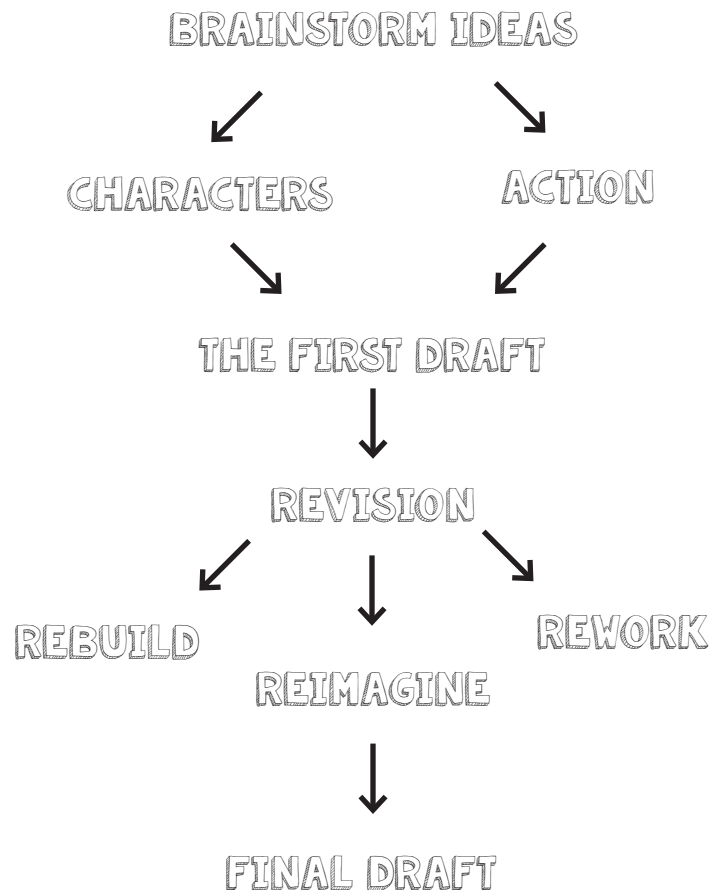 BRAINSTORM IDEAS
CHARACTERS
ACTION
THE FIRST DRAFT
REVISION
REBUILD
REWORK
REIMAGINE
FINAL DRAFT